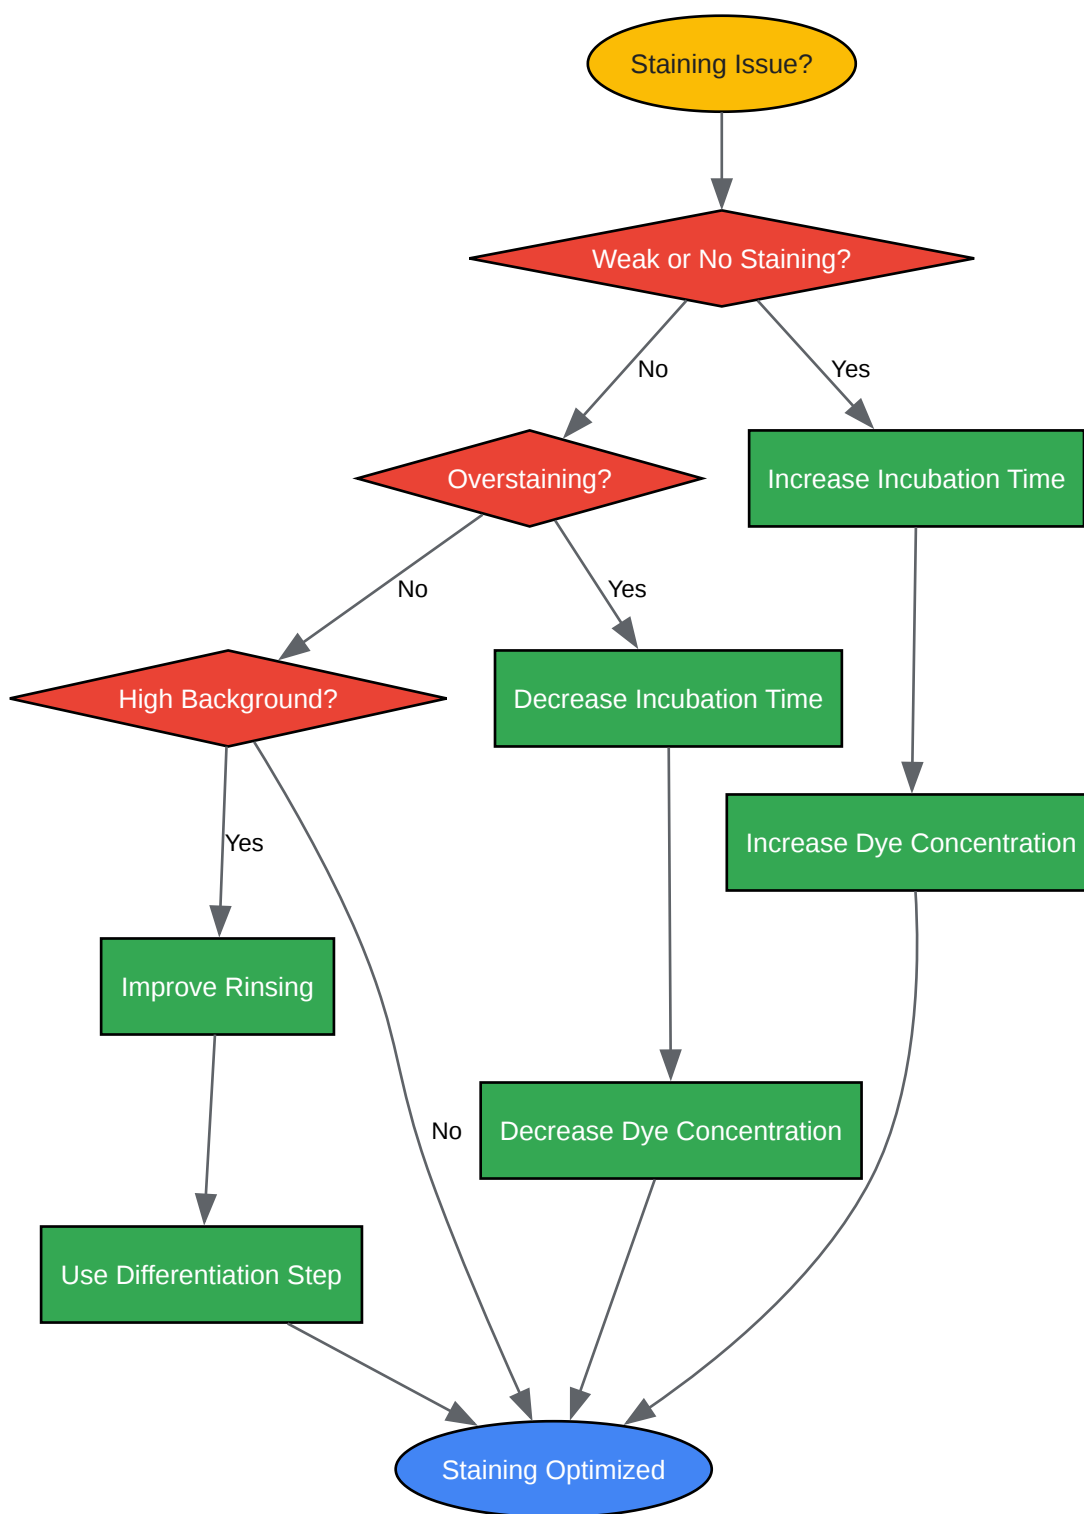 Staining Issue?
Weak or No Staining?
No
Yes
Overstaining?
Increase Incubation Time
No
Yes
High Background?
Decrease Incubation Time
Yes
Increase Dye Concentration
Improve Rinsing
No
Decrease Dye Concentration
Use Differentiation Step
Staining Optimized